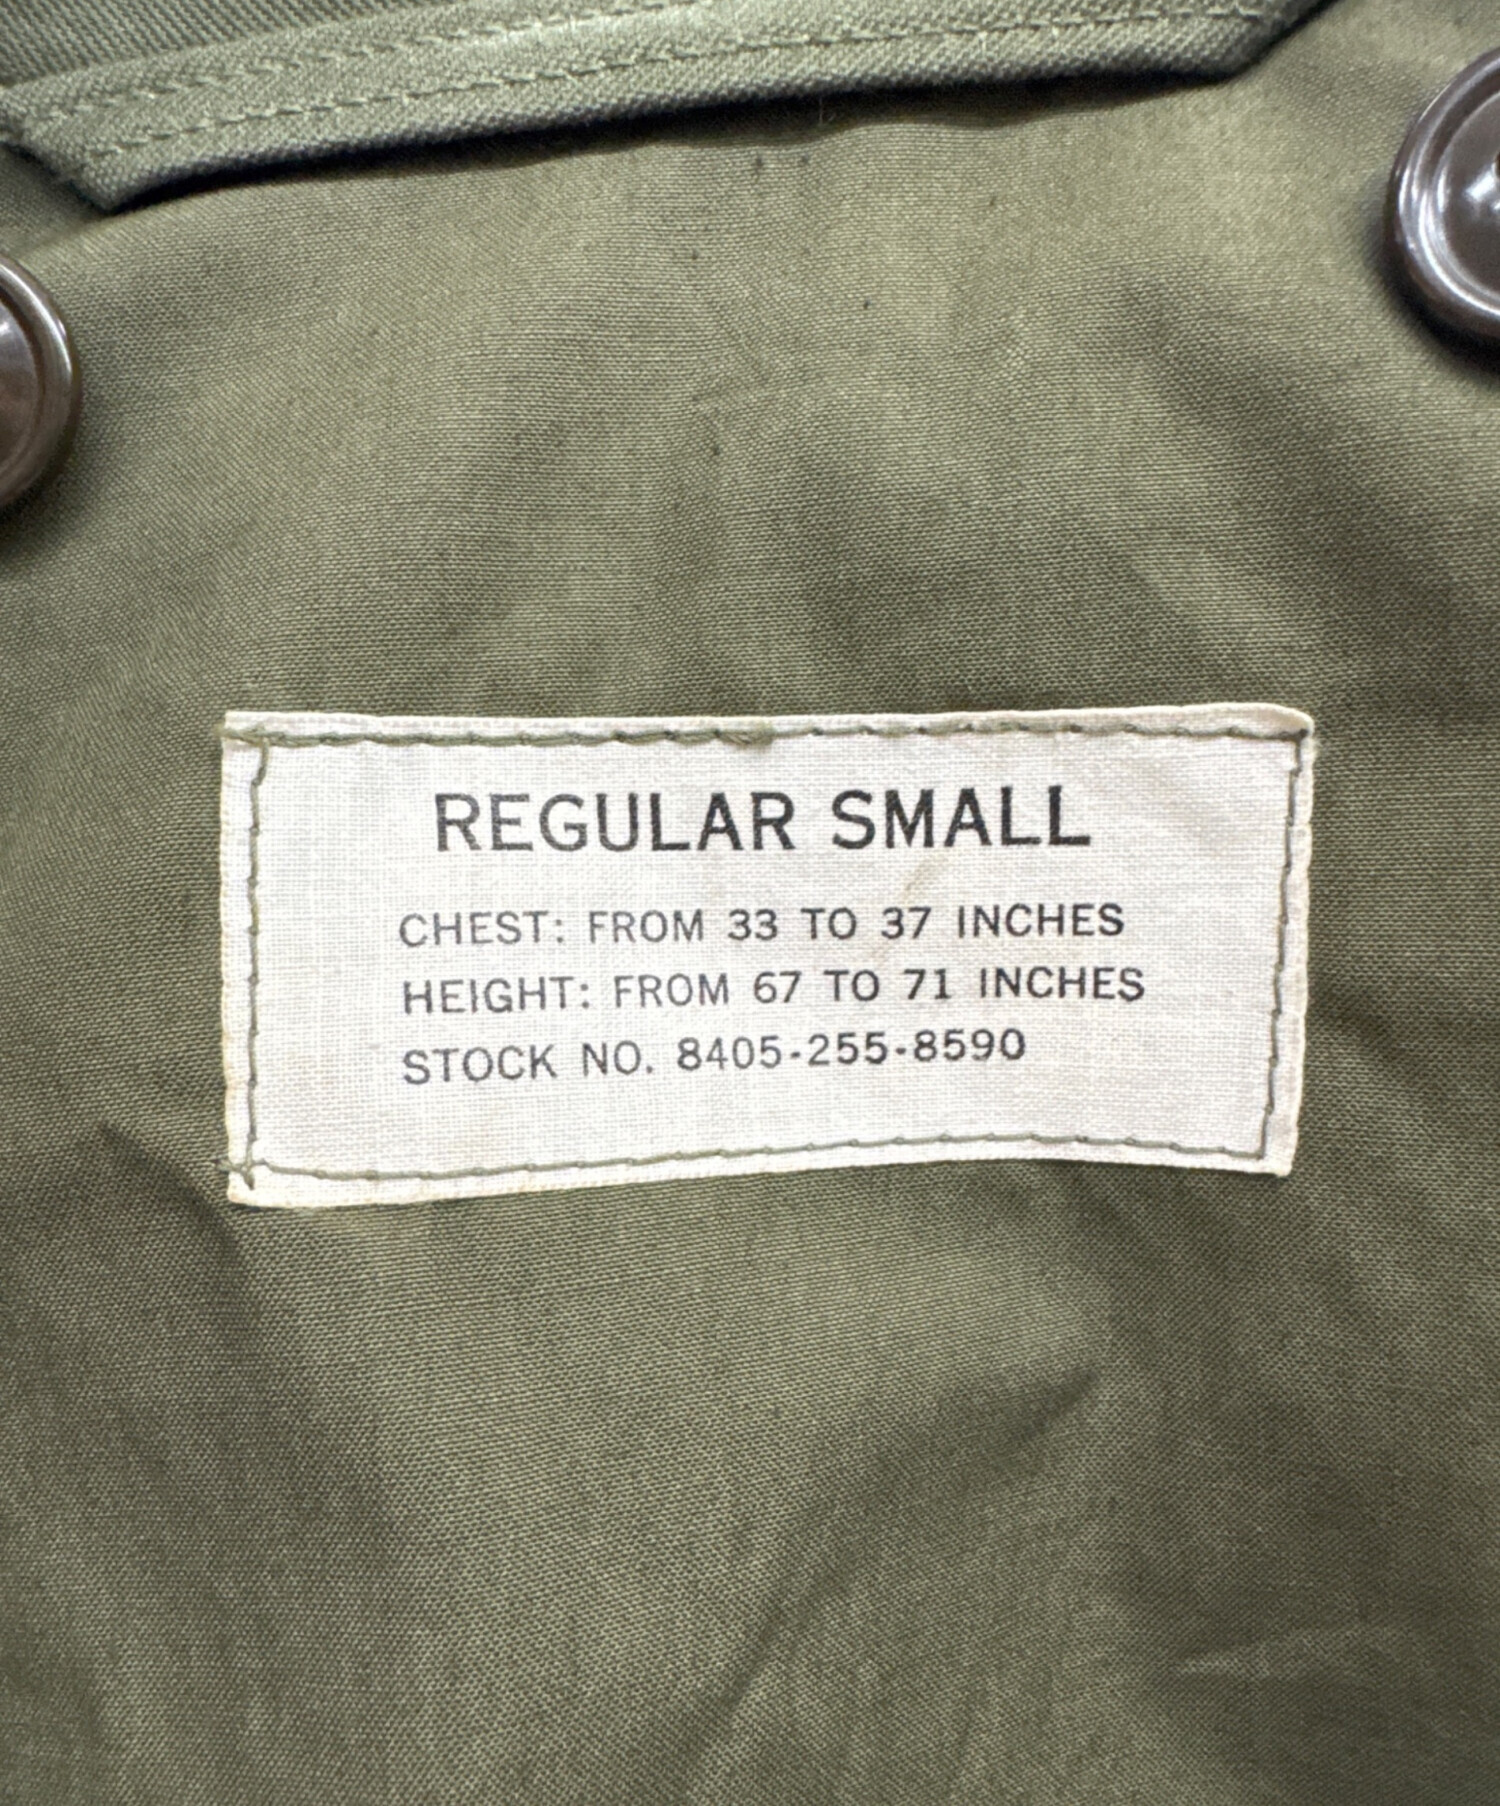 REGULAR SMALL
CHEST: FROM 33 TO 37 INCHES
HEIGHT: FROM 67 TO 71 INCHES
STOCK NO. 8405-255-8590